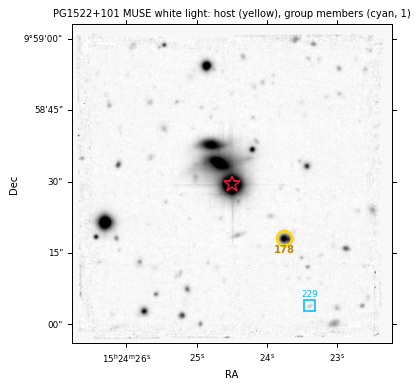 PG1522+101 MUSE white light: host (yellow), group members (cyan, 1)
9°59'00"
58'45"
30"
15"
00"
178
229
15ʰ24ᵐ26ˢ
25ˢ
24ˢ
23ˢ
Dec
RA